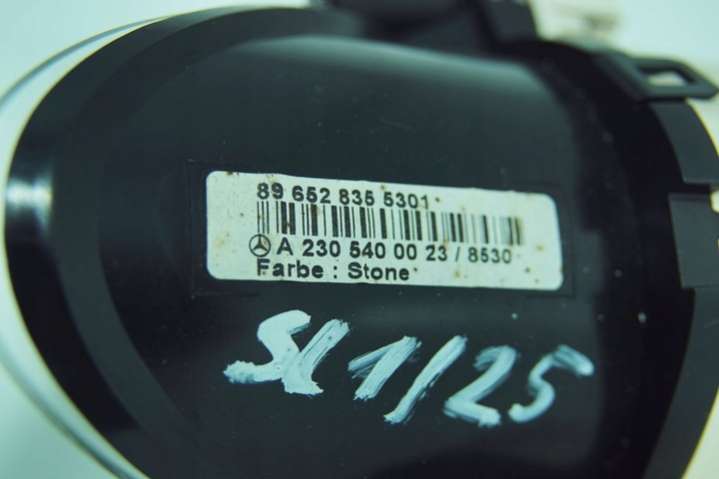 89 652 835 5301
A 230 540 00 23 / 8530
Farbe : Stone
SL 1/25